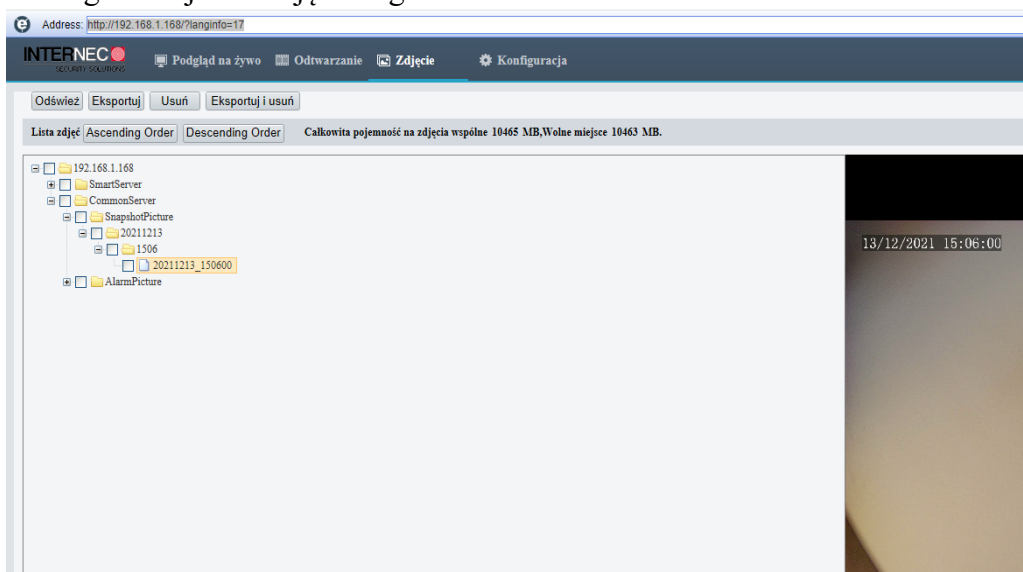 Address: http://192.168.1.168/?langinfo=17
INTERNEC
SECURITY SOLUTIONS
Podgląd na żywo Odtwarzanie Zdjęcie Konfiguracja
Odśwież Eksportuj Usuń Eksportuj i usuń
Lista zdjęć Ascending Order Descending Order Całkowita pojemność na zdjęcia wspólne 10465 MB,Wolne miejsce 10463 MB.
192.168.1.168
SmartServer
CommonServer
SnapshotPicture
20211213
13/12/2021 15:06:00
1506
20211213_150600
AlarmPicture